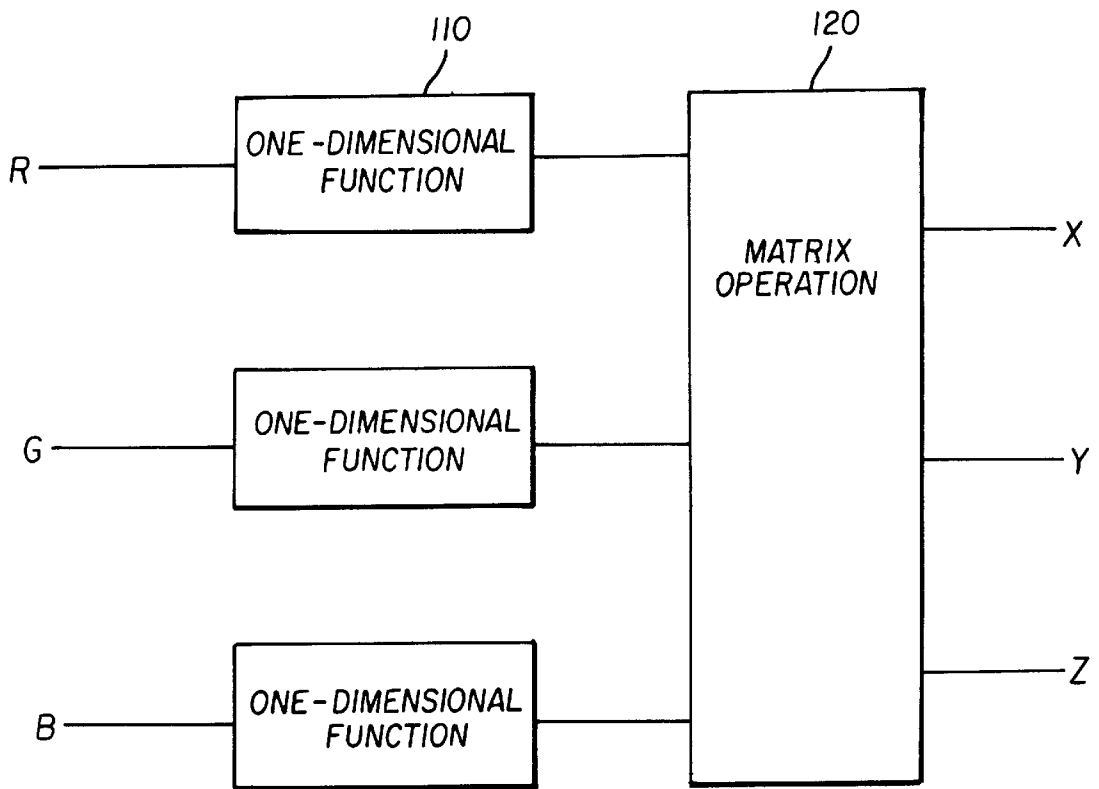 110
120
R
ONE-DIMENSIONAL
FUNCTION
X
MATRIX
OPERATION
G
ONE-DIMENSIONAL
FUNCTION
Y
B
ONE-DIMENSIONAL
FUNCTION
Z